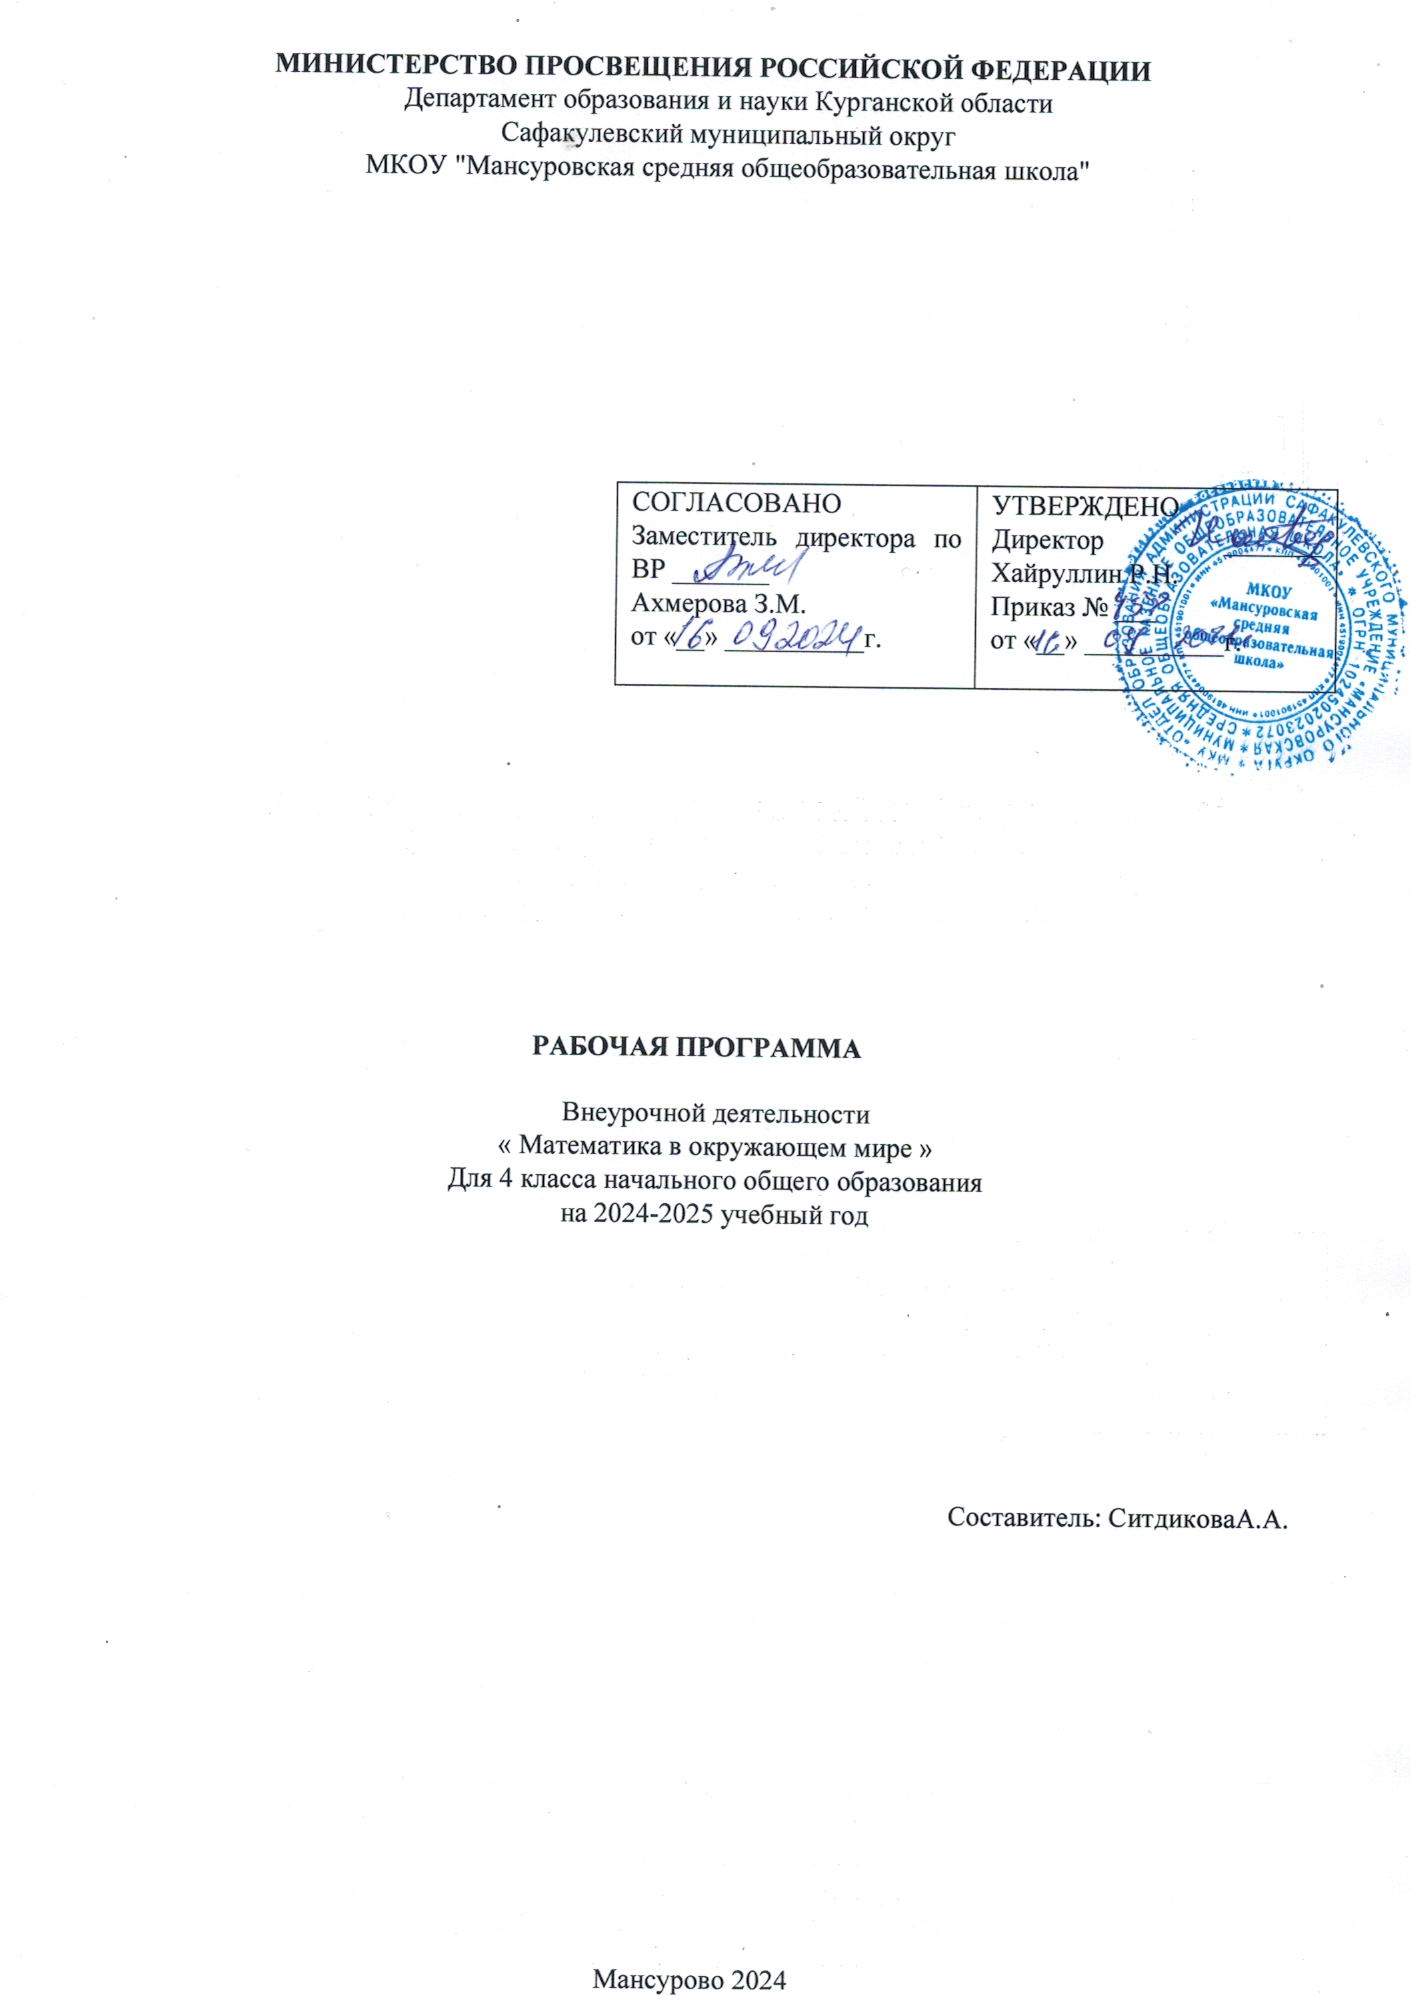 МИНИСТЕРСТВО ПРОСВЕЩЕНИЯ РОССИЙСКОЙ ФЕДЕРАЦИИ
Департамент образования и науки Курганской области
Сафакулевский муниципальный округ
МКОУ "Мансуровская средняя общеобразовательная школа"
СОГЛАСОВАНО
Заместитель директора по
ВР
Ахмерова З.М.
от «16» 09 2024 г.
УТВЕРЖДЕНО
Директор
Хайруллин Р.Н.
Приказ №
от «16» 09 2024 г.
МКОУ
«Мансуровская
средняя
общеобразовательная
школа»
РАБОЧАЯ ПРОГРАММА
Внеурочной деятельности
« Математика в окружающем мире »
Для 4 класса начального общего образования
на 2024-2025 учебный год
Составитель: СитдиковаА.А.
Мансурово 2024